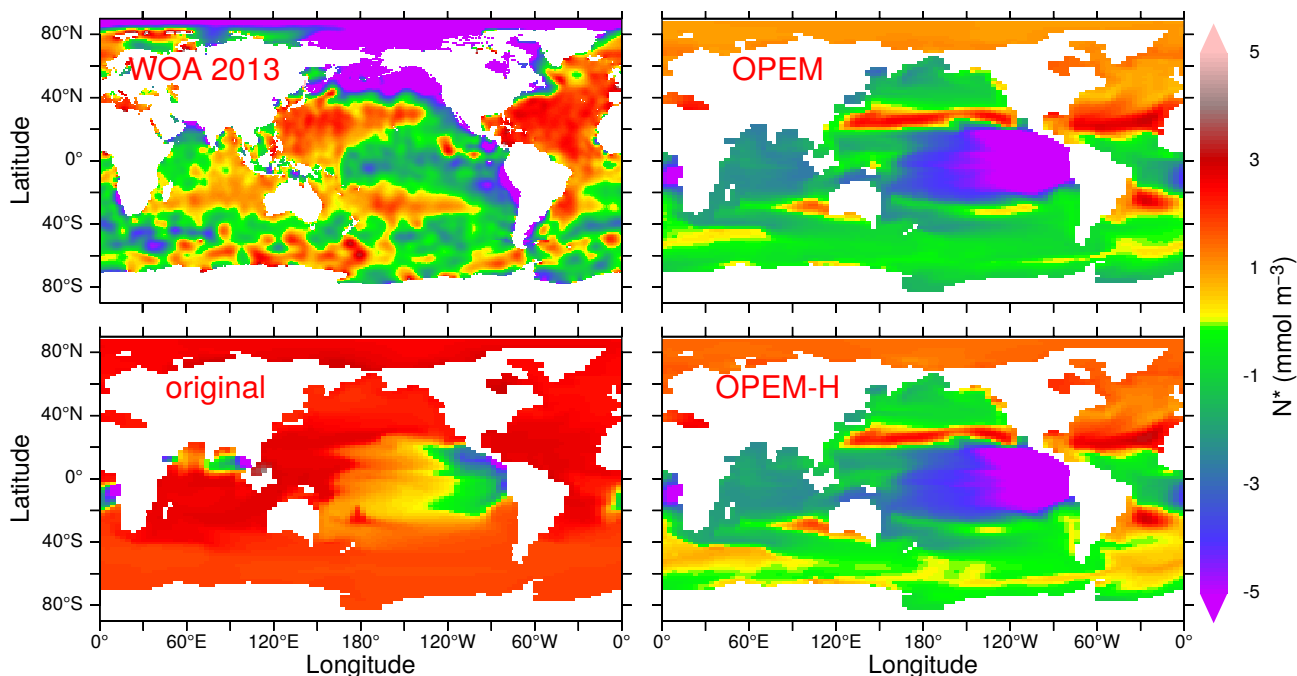 80°N
40°N
0°
40°S
80°S
Latitude
WOA 2013
OPEM
80°N
40°N
0°
40°S
80°S
Latitude
original
OPEM-H
0° 60°E 120°E 180° 120°W 60°W 0°
Longitude
0° 60°E 120°E 180° 120°W 60°W 0°
Longitude
5
3
1
-1
-3
-5
N* (mmol m⁻³)